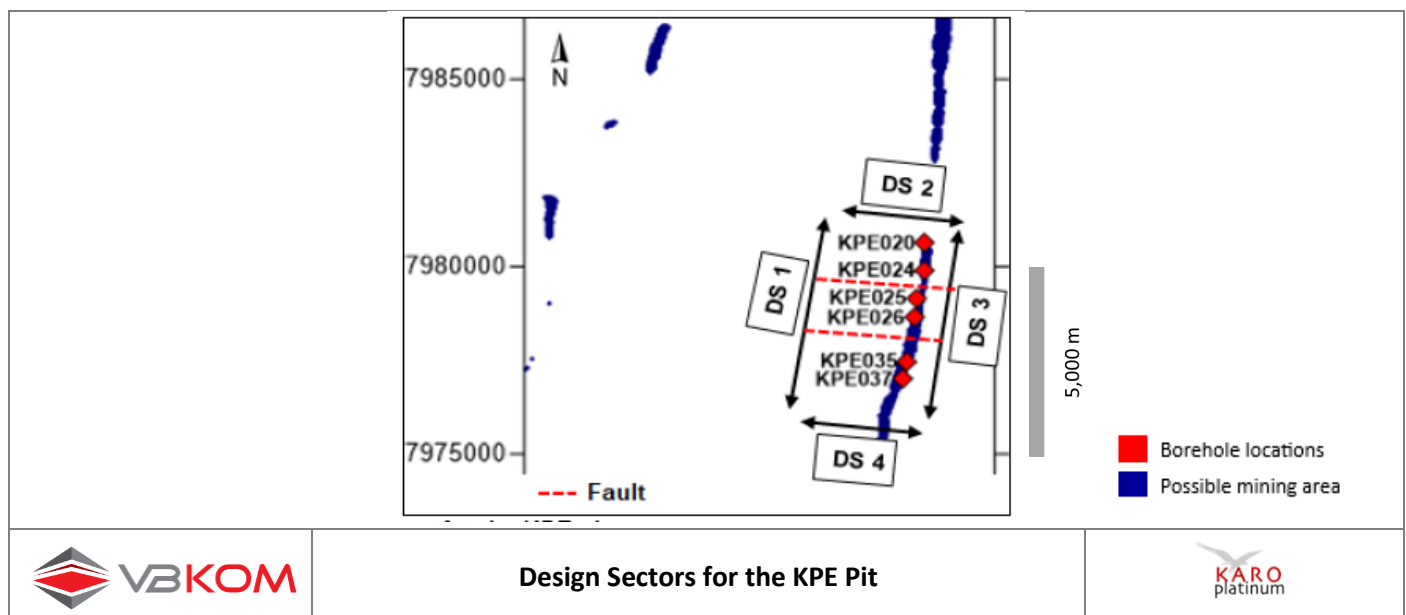 7985000
N
DS 2
KPE020
7980000
KPE024
DS 1
KPE025
KPE026
DS 3
KPE035
KPE037
5,000 m
7975000
DS 4
Fault
Borehole locations
Possible mining area
VBKOM
Design Sectors for the KPE Pit
KARO
platinum